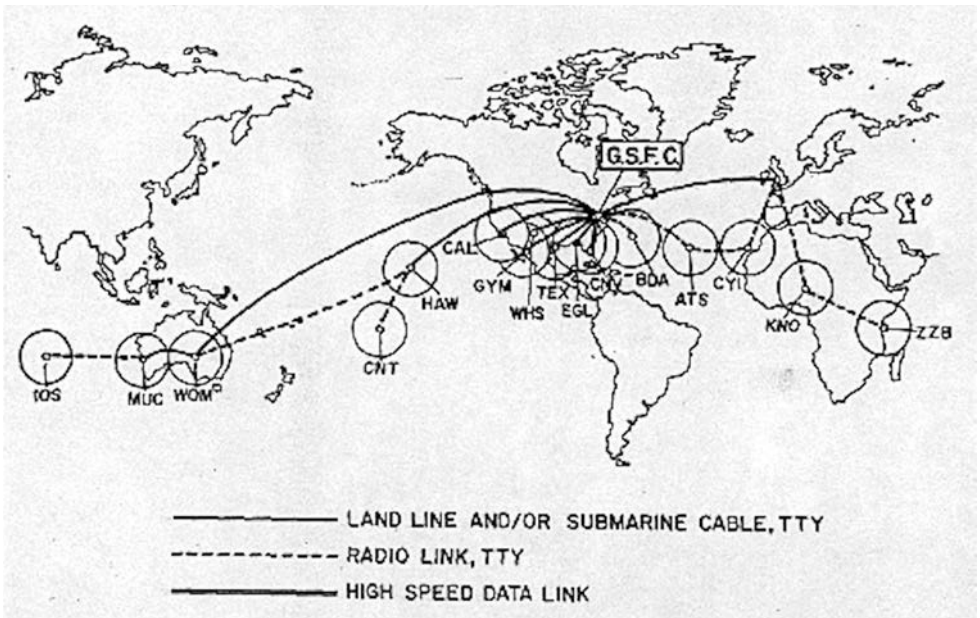 G.S.F.C.
CAL
GYM
HAW
WHS
TEX
EGL
CNV
BDA
ATS
CYI
KNO
ZZB
CNT
IOS
MUC
WOM
LAND LINE AND/OR SUBMARINE CABLE, TTY
RADIO LINK, TTY
HIGH SPEED DATA LINK